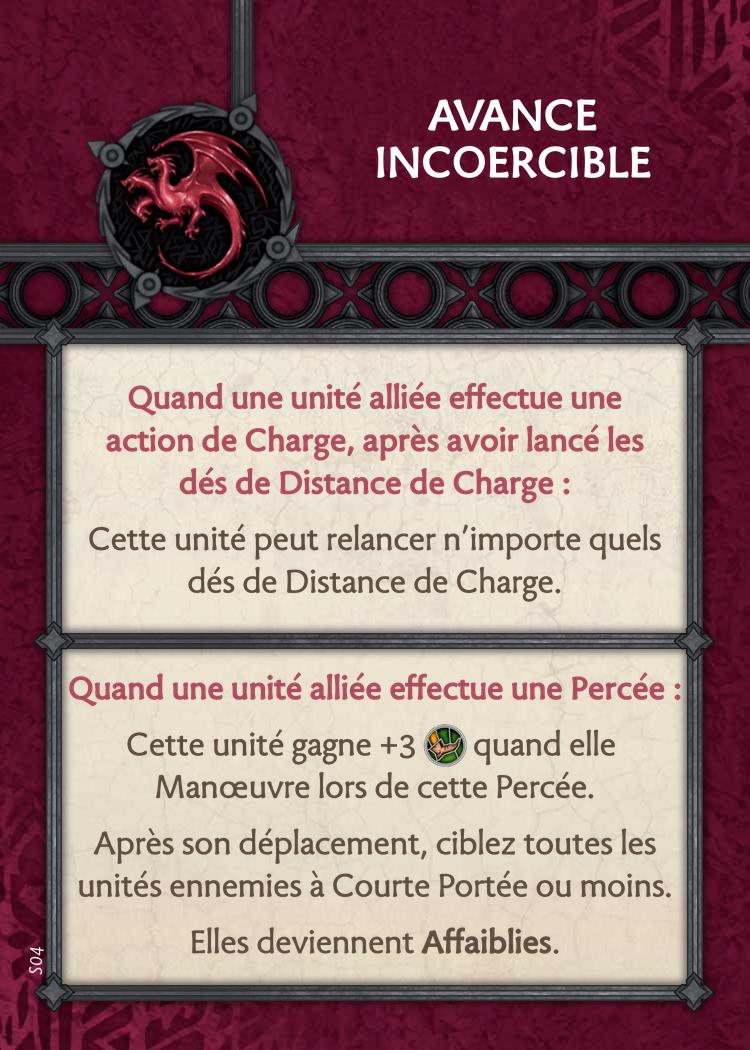 AVANCE
INCOERCIBLE
Quand une unité alliée effectue une
action de Charge, après avoir lancé les
dés de Distance de Charge :
Cette unité peut relancer n'importe quels
dés de Distance de Charge.
Quand une unité alliée effectue une Percée :
Cette unité gagne +3 quand elle
Manœuvre lors de cette Percée.
Après son déplacement, ciblez toutes les
unités ennemies à Courte Portée ou moins.
Elles deviennent Affaiblies.
S04